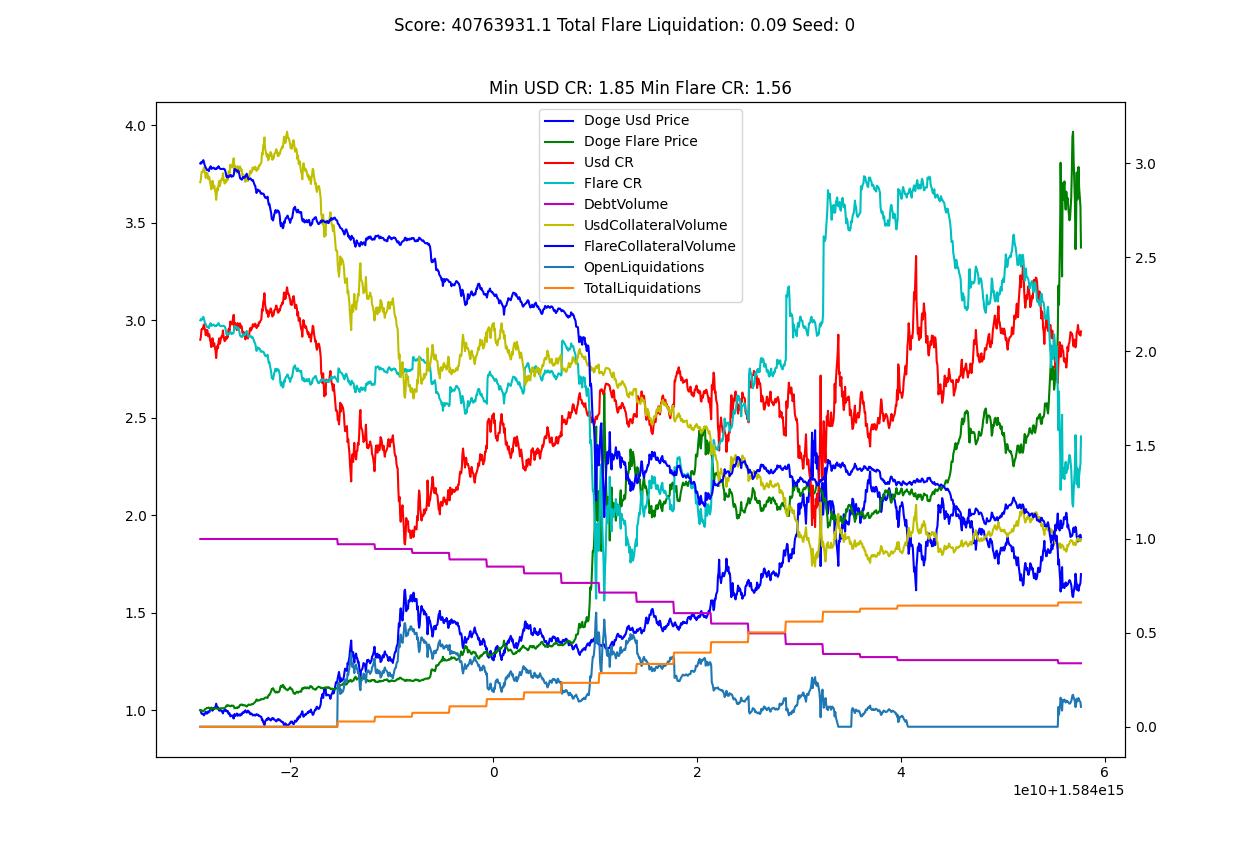 Score: 40763931.1 Total Flare Liquidation: 0.09 Seed: 0
Min USD CR: 1.85 Min Flare CR: 1.56
Doge Usd Price
Doge Flare Price
Usd CR
Flare CR
DebtVolume
UsdCollateralVolume
FlareCollateralVolume
OpenLiquidations
TotalLiquidations
4.0
3.5
3.0
2.5
2.0
1.5
1.0
3.0
2.5
2.0
1.5
1.0
0.5
0.0
−2
0
2
4
6
1e10+1.584e15